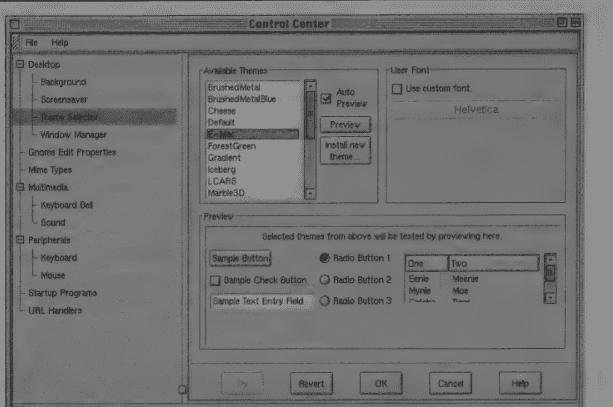 Control Center
File Help
Desktop
Background
Screensaver
Theme Selector
Window Manager
Gnome Edit Properties
Mime Types
Multimedia
Keyboard Bell
Sound
Peripherals
Keyboard
Mouse
Startup Programs
URL Handlers
Available Themes
BrushedMetal
BrushedMetalBlue
Cheese
Default
E-Mac
ForestGreen
Gradient
Iceberg
LCARS
Marble3D
Auto
Preview
Preview
Install new
theme...
User Font
Use custom font.
Helvetica
Preview
Selected themes from above will be tested by previewing here.
Sample Button
Sample Check Button
Sample Text Entry Field
Radio Button 1
Radio Button 2
Radio Button 3
One Two
Eenie Meenie
Mynie Moe
Try Revert OK Cancel Help